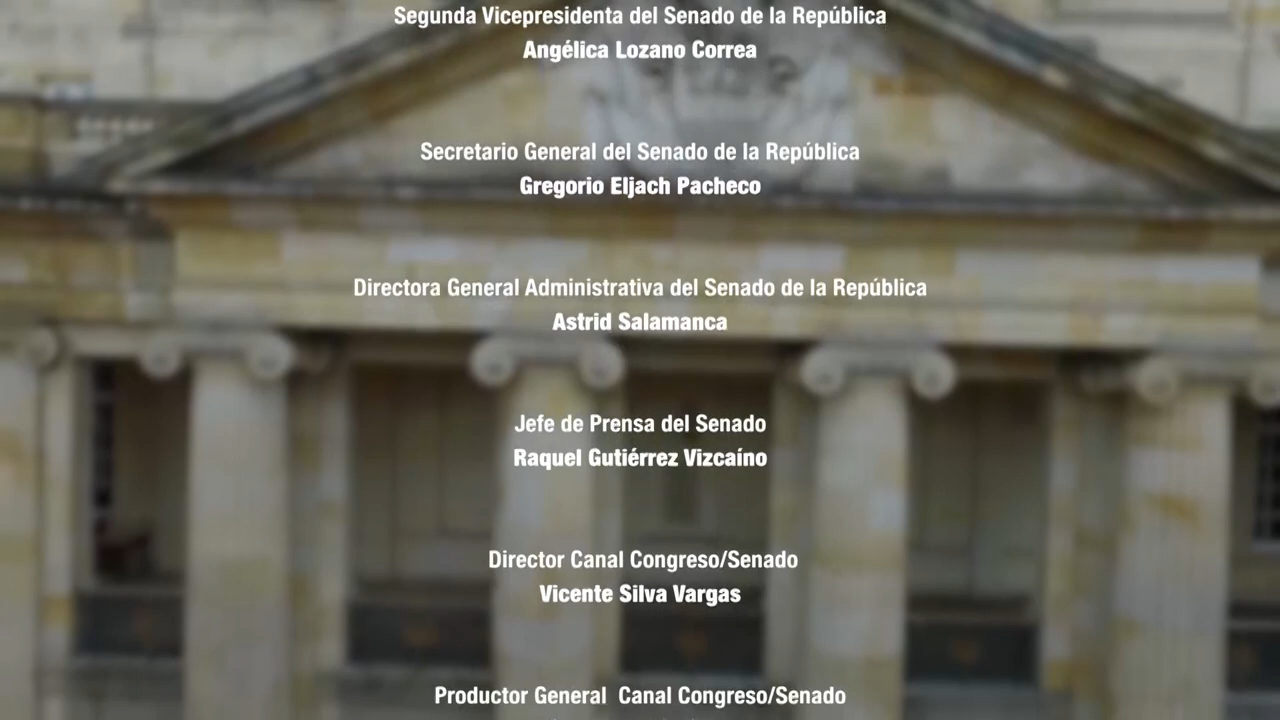 Segunda Vicepresidenta del Senado de la República
Angélica Lozano Correa
Secretario General del Senado de la República
Gregorio Eljach Pacheco
Directora General Administrativa del Senado de la República
Astrid Salamanca
Jefe de Prensa del Senado
Raquel Gutiérrez Vizcaíno
Director Canal Congreso/Senado
Vicente Silva Vargas
Productor General Canal Congreso/Senado